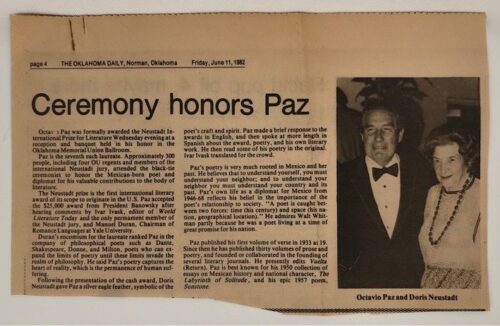 page 4 THE OKLAHOMA DAILY, Norman, Oklahoma Friday, June 11, 1982
Ceremony honors Paz
Octavio Paz was formally awarded the Neustadt In-
ternational Prize for Literature Wednesday evening at a
reception and banquet held in his honor in the
Oklahoma Memorial Union Ballroom.
Paz is the seventh such laureate. Approximately 300
people, including four OU regents and members of the
international Neustadt jury, attended the black-tie
ceremonies to honor the Mexican-born poet and
diplomat for his valuable contributions to the body of
literature.
The Neustadt prize is the first international literary
award of its scope to originate in the U.S. Paz accepted
the $25,000 award from President Banowsky after
hearing comments by Ivar Ivask, editor of World
Literature Today and the only permanent member of
the Neustadt jury, and Manuel Duran, Chairman of
Romance Languages at Yale University.
Duran's encomium for the laureate ranked Paz in the
company of philosophical poets such as Dante,
Shakespeare, Donne, and Milton, poets who can ex-
pand the limits of poetry until these limits invade the
realm of philosophy. He said Paz's poetry captures the
heart of reality, which is the permanence of human suf-
fering.
Following the presentation of the cash award, Doris
Neustadt gave Paz a silver eagle feather, symbolic of the
poet's craft and spirit. Paz made a brief response to the
awards in English, and then spoke at more length in
Spanish about the award, poetry, and his own literary
work. He then read some of his poetry in the original.
Ivar Ivask translated for the crowd.
Paz's poetry is very much rooted in Mexico and her
past. He believes that to understand yourself, you must
understand your neighbor; and to understand your
neighbor you must understand your country and its
past. Paz's own life as a diplomat for Mexico from
1946-68 reflects his belief in the importance of the
poet's relationship to society. "A poet is caught bet-
ween two forces: time (his century) and space (his na-
tion, geographical location)." He admires Walt Whit-
man partly because he was a poet living at a time of
great promise for his nation.
Paz published his first volume of verse in 1933 at 19.
Since then he has published thirty volumes of prose and
poetry, and founded or collaborated in the founding of
several literary journals. He presently edits Vuelta
(Return). Paz is best known for his 1950 collection of
essays on Mexican history and national character, The
Labyrinth of Solitude, and his epic 1957 poem,
Sunstone.
Octavio Paz and Doris Neustadt